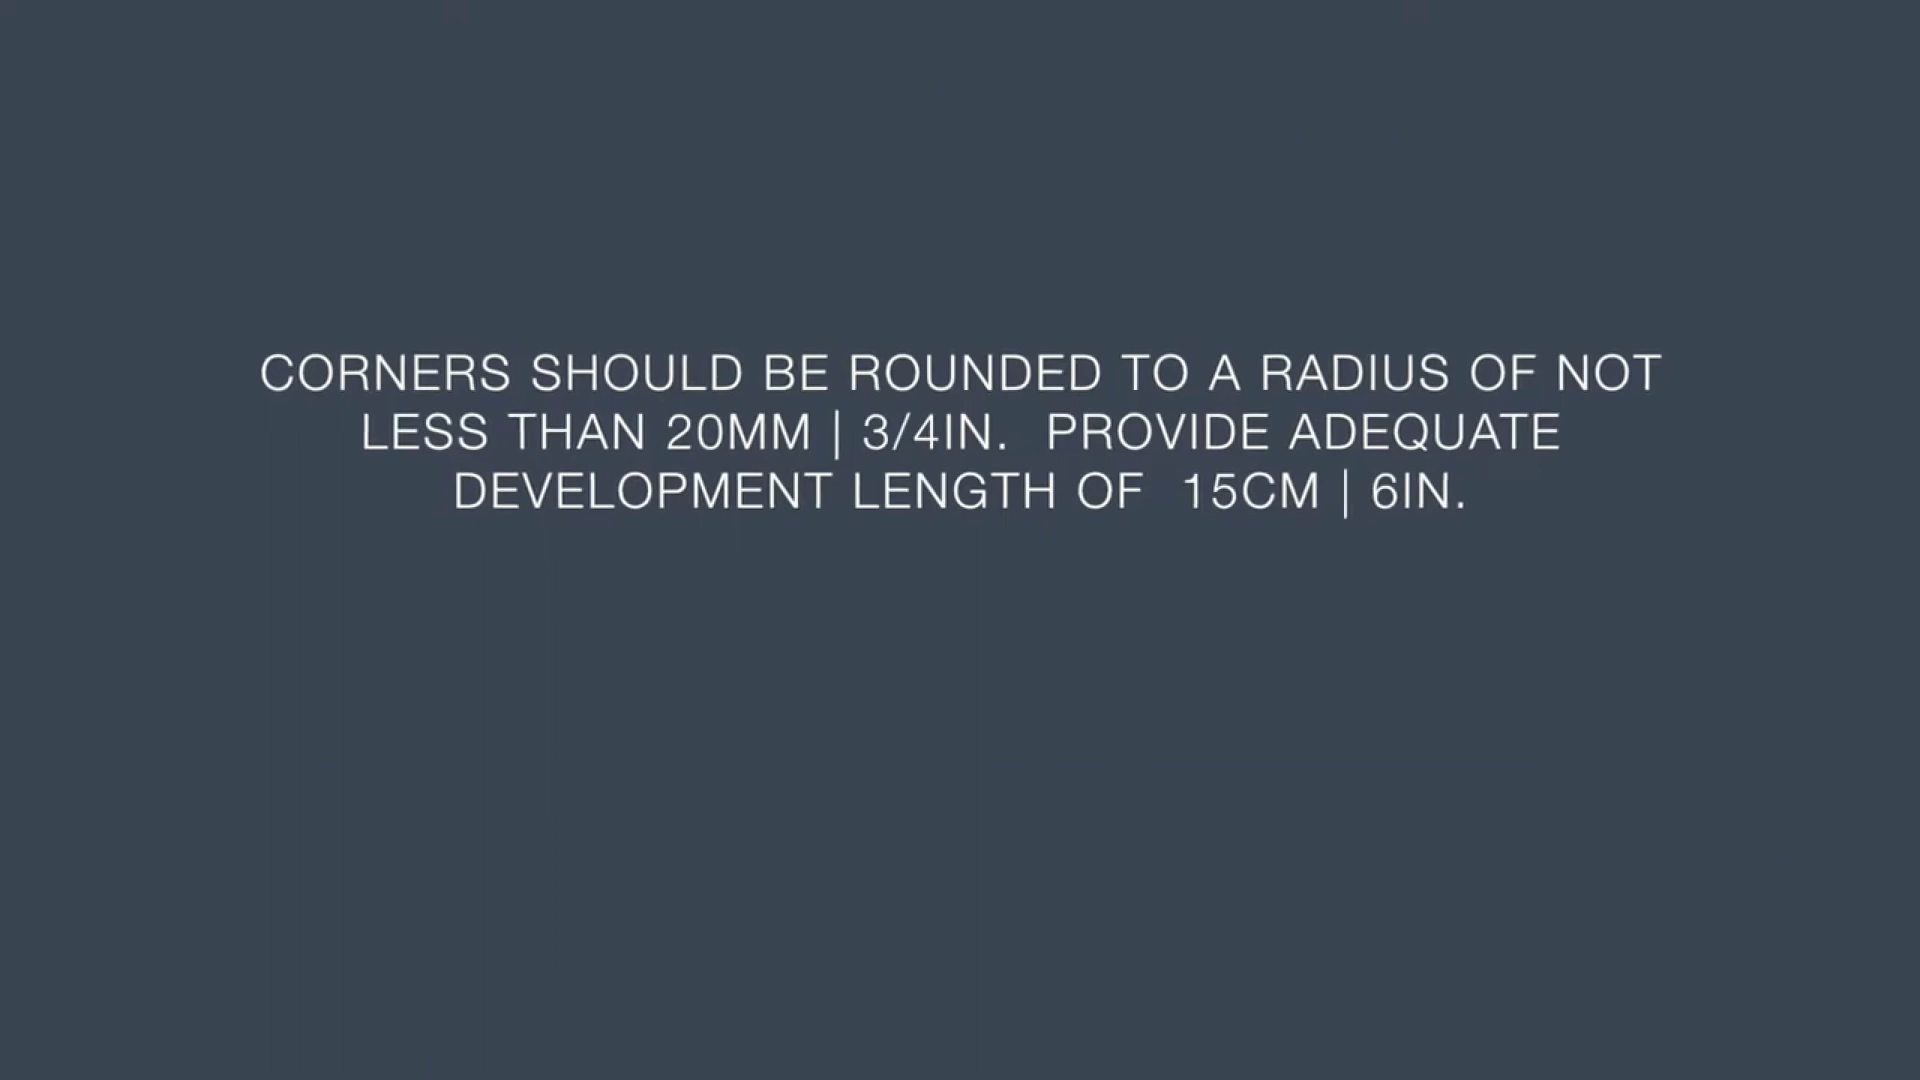 CORNERS SHOULD BE ROUNDED TO A RADIUS OF NOT
LESS THAN 20MM | 3/4IN.  PROVIDE ADEQUATE
DEVELOPMENT LENGTH OF  15CM | 6IN.